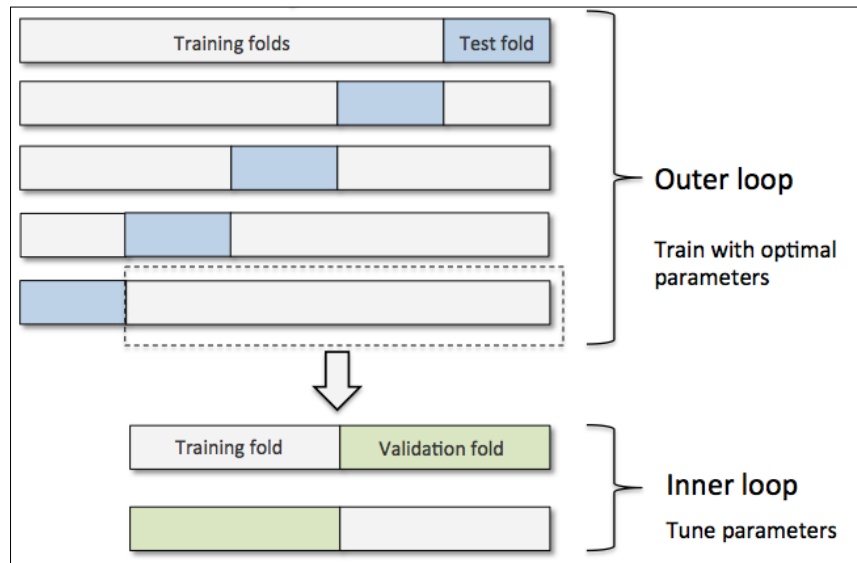 Training folds
Test fold
Outer loop
Train with optimal
parameters
Training fold
Validation fold
Inner loop
Tune parameters